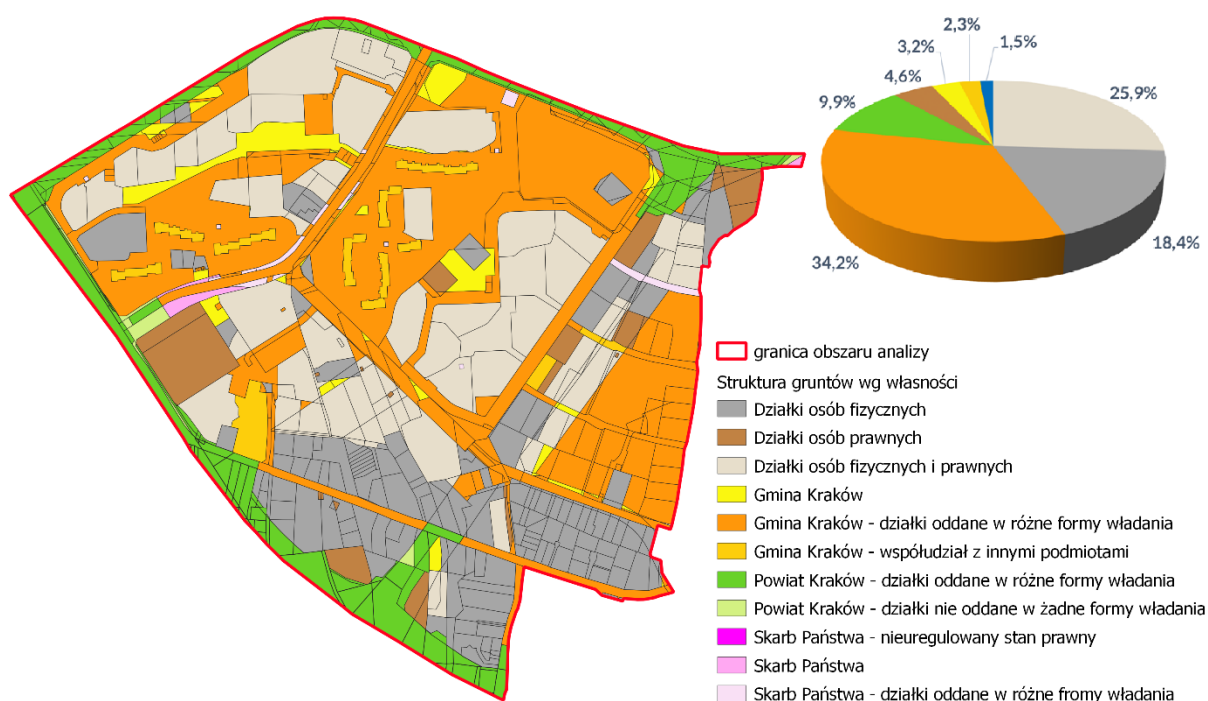 2,3%
3,2%
1,5%
4,6%
25,9%
9,9%
18,4%
34,2%
granica obszaru analizy
Struktura gruntów wg własności
Działki osób fizycznych
Działki osób prawnych
Działki osób fizycznych i prawnych
Gmina Kraków
Gmina Kraków - działki oddane w różne formy władania
Gmina Kraków - współudział z innymi podmiotami
Powiat Kraków - działki oddane w różne formy władania
Powiat Kraków - działki nie oddane w żadne formy władania
Skarb Państwa - nieuregulowany stan prawny
Skarb Państwa
Skarb Państwa - działki oddane w różne fromy władania